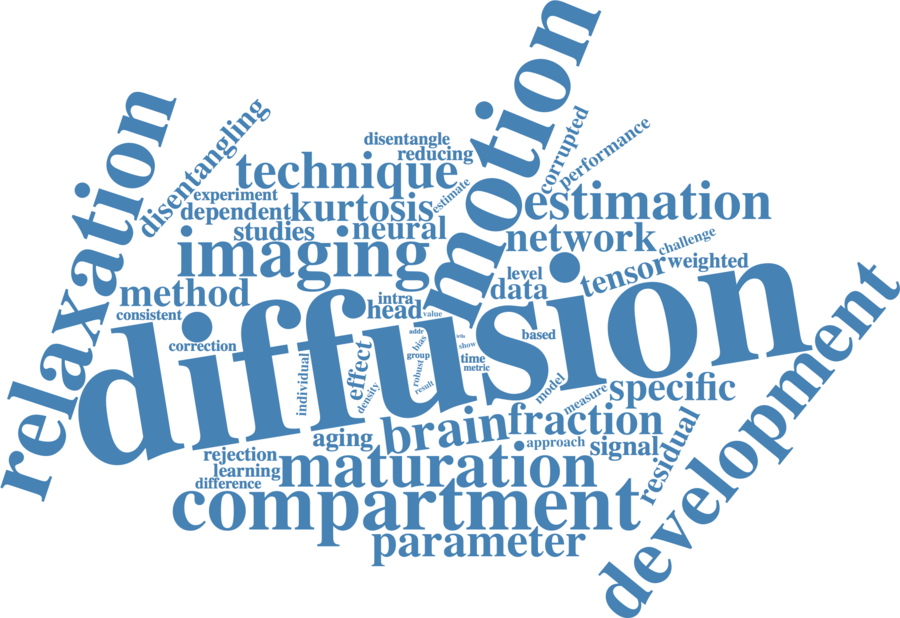 motion
relaxation
disentangling
disentangle
reducing
corrupted
performance
technique
experiment
estimate
dependent
kurtosis
estimation
studies
neural
network
challenge
imaging
tensor
weighted
level
data
method
intra
head
value
consistent
diffusion
development
correction
addr
bias
show
based
group
time
metric
individual
effect
density
robust
result
model
measure
specific
brain
fraction
aging
approach
signal
residual
rejection
learning
difference
maturation
compartment
parameter